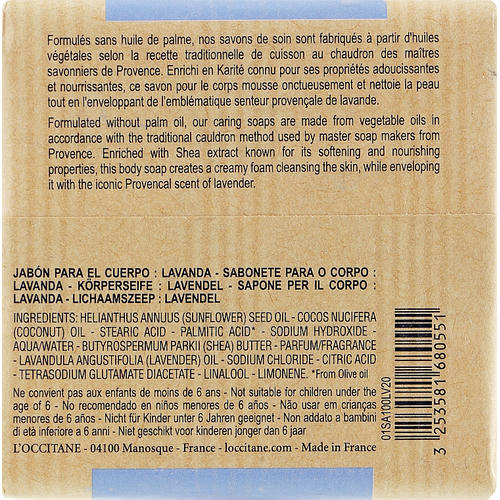 Formulés sans huile de palme, nos savons de soin sont fabriqués à partir d'huiles
végétales selon la recette traditionnelle de cuisson au chaudron des maîtres
savonniers de Provence. Enrichi en Karité connu pour ses propriétés adoucissantes
et nourrissantes, ce savon pour le corps mousse onctueusement et nettoie la peau
tout en l'enveloppant de l'emblématique senteur provençale de lavande.
Formulated without palm oil, our caring soaps are made from vegetable oils in
accordance with the traditional cauldron method used by master soap makers from
Provence. Enriched with Shea extract known for its softening and nourishing
properties, this body soap creates a creamy foam cleansing the skin, while enveloping
it with the iconic Provencal scent of lavender.
JABÓN PARA EL CUERPO : LAVANDA - SABONETE PARA O CORPO :
LAVANDA - KÖRPERSEIFE : LAVENDEL - SAPONE PER IL CORPO :
LAVANDA - LICHAAMSZEEP : LAVENDEL
INGREDIENTS: HELIANTHUS ANNUUS (SUNFLOWER) SEED OIL - COCOS NUCIFERA
(COCONUT) OIL - STEARIC ACID - PALMITIC ACID* - SODIUM HYDROXIDE -
AQUA/WATER - BUTYROSPERMUM PARKII (SHEA) BUTTER - PARFUM/FRAGRANCE
- LAVANDULA ANGUSTIFOLIA (LAVENDER) OIL - SODIUM CHLORIDE - CITRIC ACID
- TETRASODIUM GLUTAMATE DIACETATE - LINALOOL - LIMONENE. *From Olive oil
Ne convient pas aux enfants de moins de 6 ans - Not suitable for children under the
age of 6 - No recomendado en niños menores de 6 años - Não usar em crianças
menores de 6 anos - Nicht für Kinder unter 6 Jahren geeignet - Non adatto a bambini
di età inferiore a 6 anni - Niet geschikt voor kinderen jonger dan 6 jaar
L'OCCITANE - 04100 Manosque - France - loccitane.com - Made in France
01SA100LV20
3 253581 680551